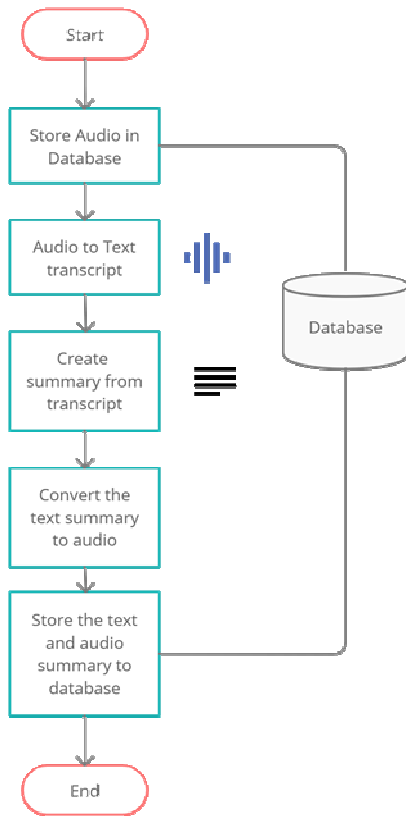 Start
Store Audio in
Database
Audio to Text
transcript
Database
Create
summary from
transcript
Convert the
text summary
to audio
Store the text
and audio
summary to
database
End